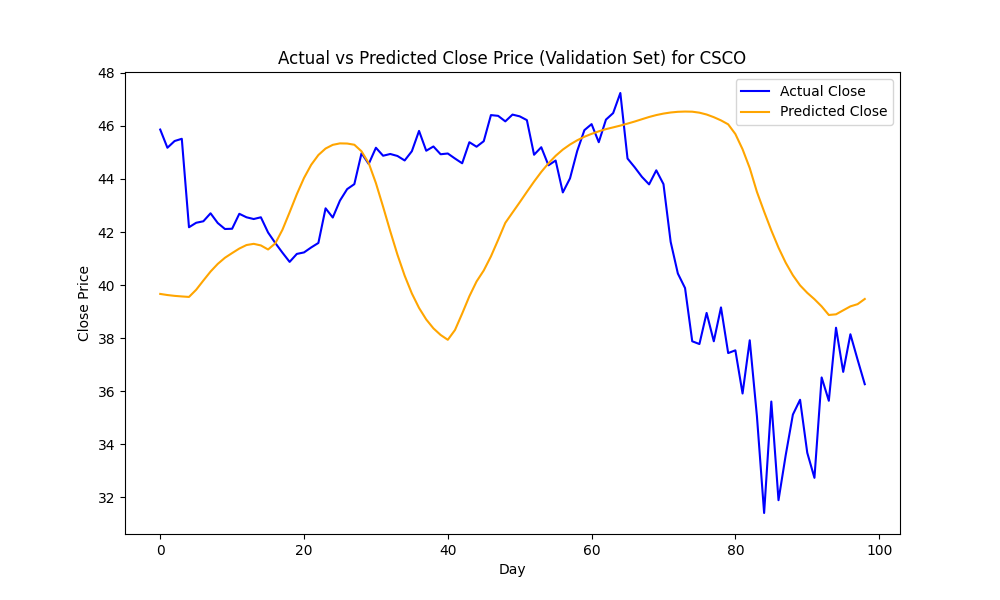 Actual vs Predicted Close Price (Validation Set) for CSCO
Actual Close
Predicted Close
Close Price
48
46
44
42
40
38
36
34
32
0 20 40 60 80 100
Day